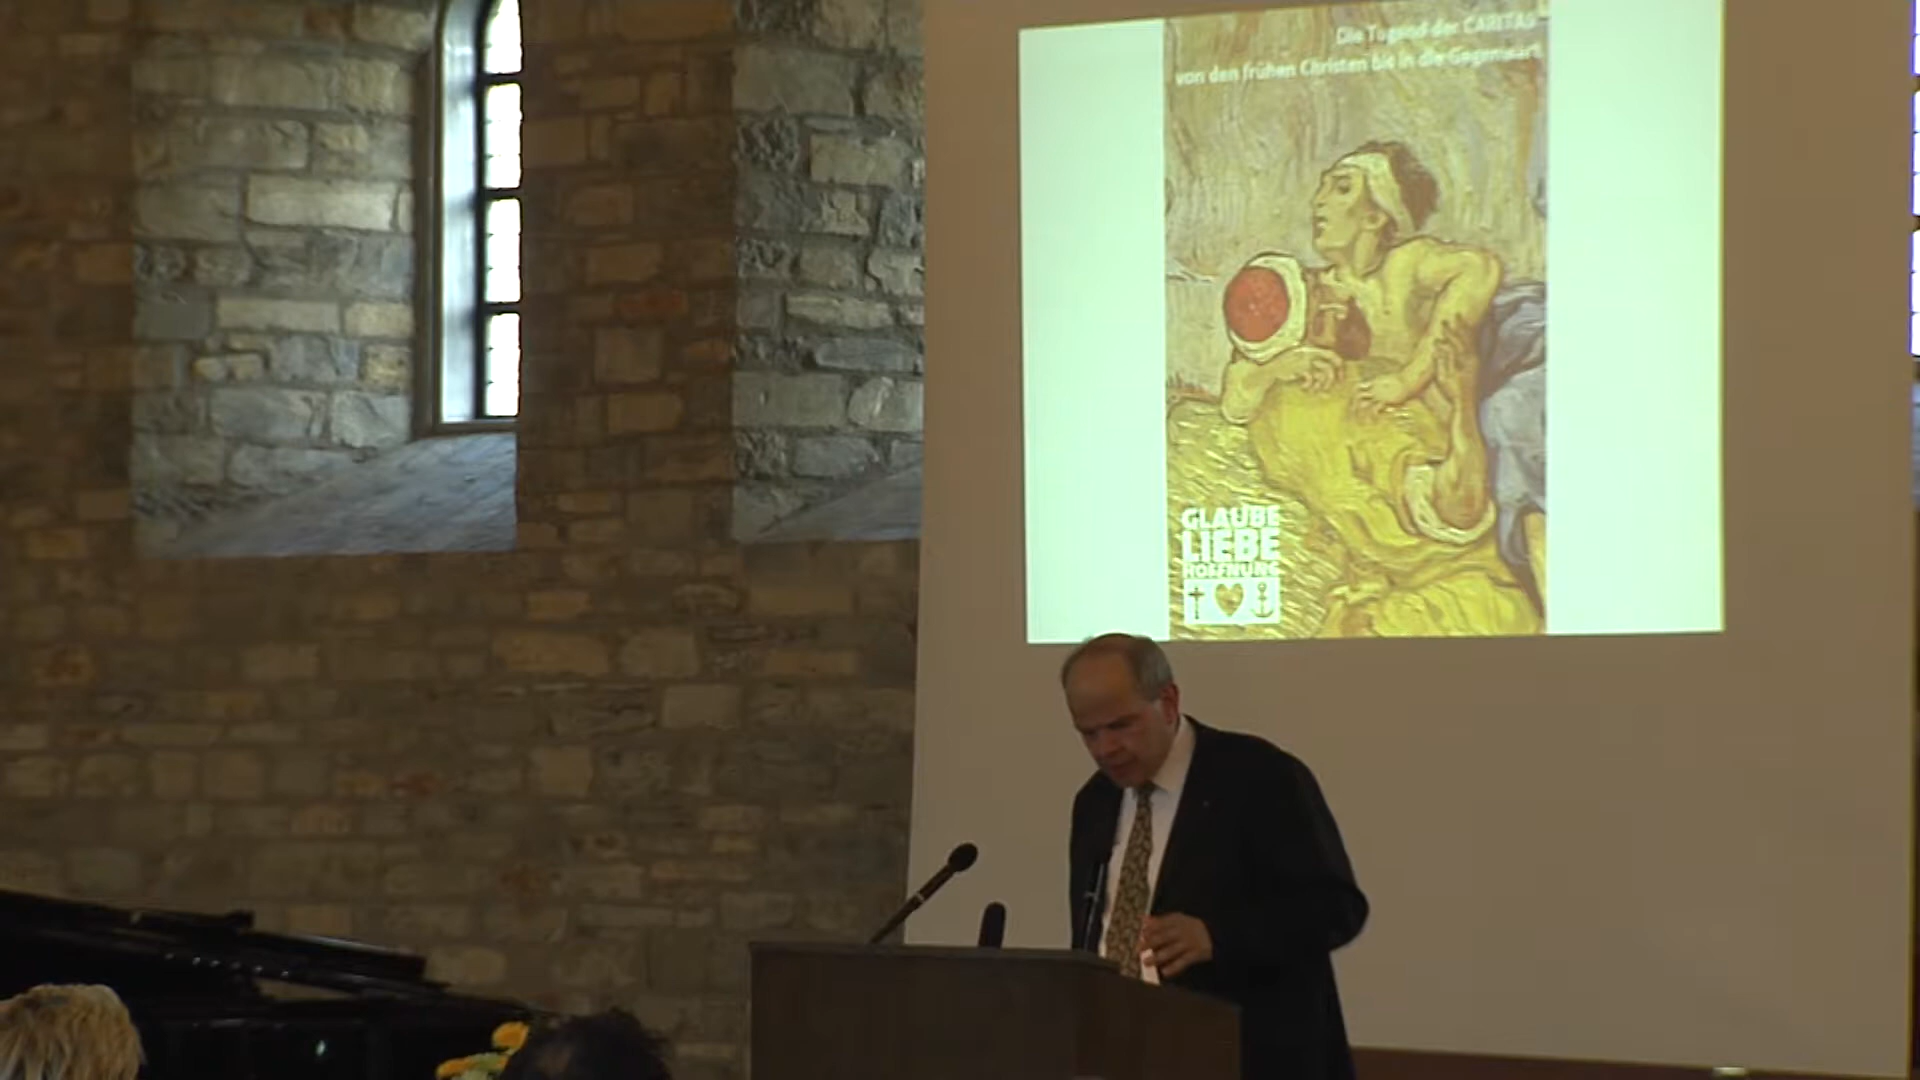 Die Tugend der CARITAS
von den frühen Christen bis in die Gegenwart
GLAUBE
LIEBE
HOFFNUNG